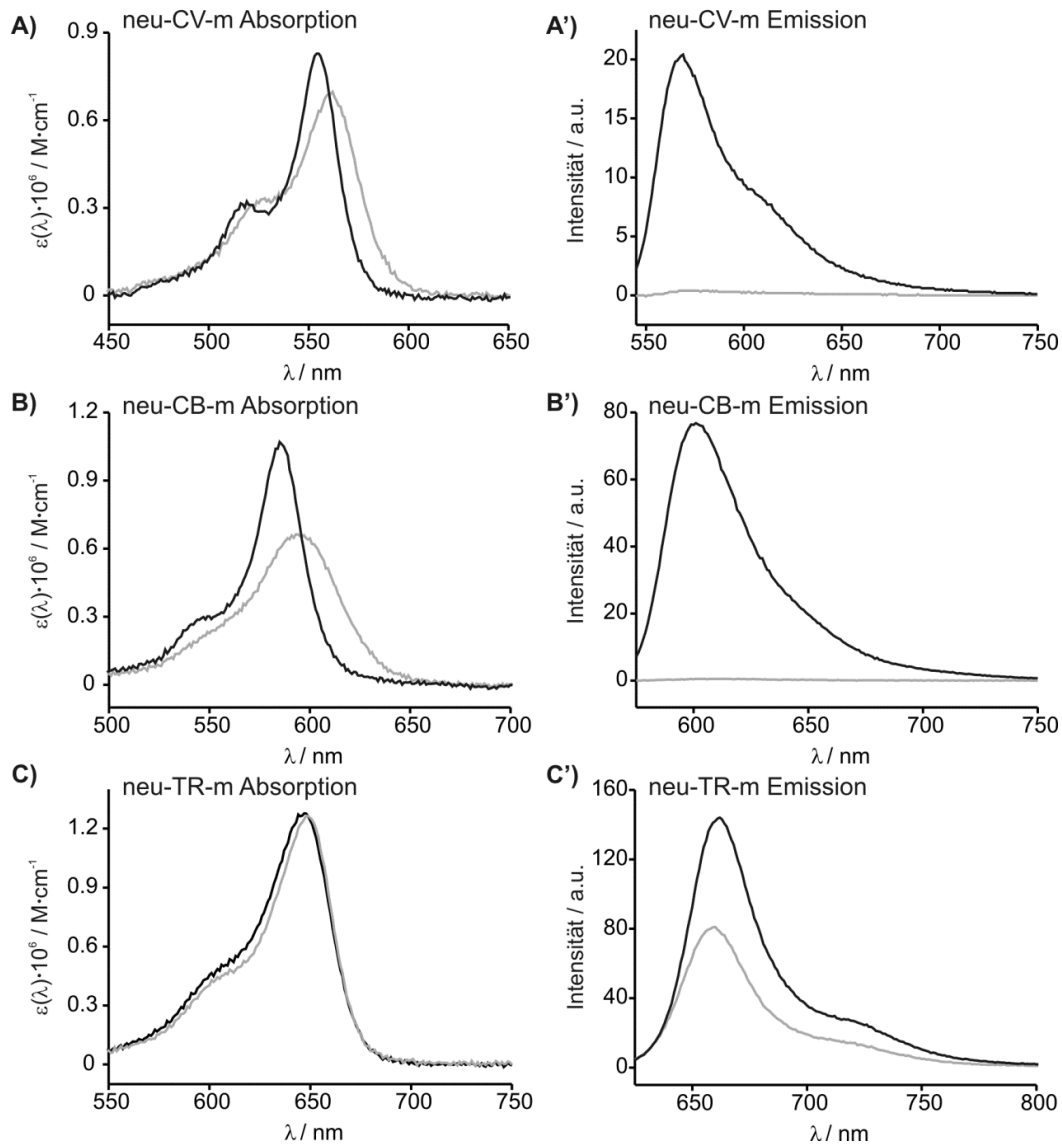 A) neu-CV-m Absorption
0.9
0.6
0.3
0
ε(λ)·10⁶ / M·cm⁻¹
450 500 550 600 650
λ / nm
A') neu-CV-m Emission
20
15
10
5
0
Intensität / a.u.
550 600 650 700 750
λ / nm
B) neu-CB-m Absorption
1.2
0.9
0.6
0.3
0
ε(λ)·10⁶ / M·cm⁻¹
500 550 600 650 700
λ / nm
B') neu-CB-m Emission
80
60
40
20
0
Intensität / a.u.
600 650 700 750
λ / nm
C) neu-TR-m Absorption
1.2
0.9
0.6
0.3
0
ε(λ)·10⁶ / M·cm⁻¹
550 600 650 700 750
λ / nm
C') neu-TR-m Emission
160
120
80
40
0
Intensität / a.u.
650 700 750 800
λ / nm